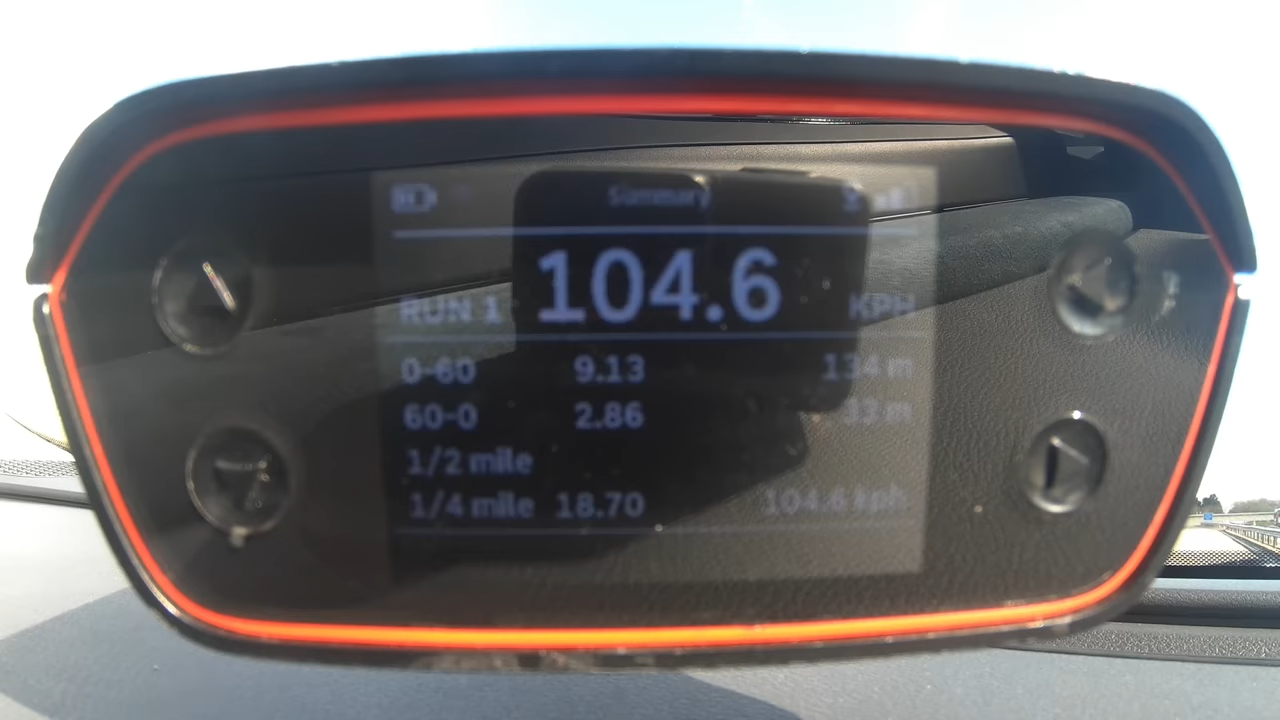 Summary
104.6
RUN 1 KPH
0-60 9.13 134 m
60-0 2.86 33 m
1/2 mile
1/4 mile 18.70 104.6 kph